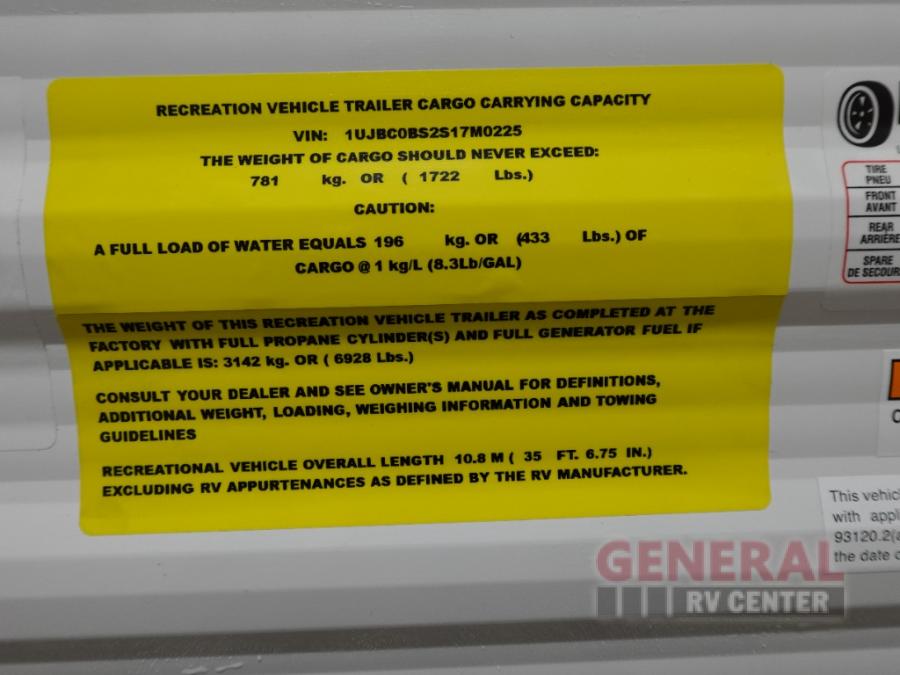 RECREATION VEHICLE TRAILER CARGO CARRYING CAPACITY
VIN: 1UJBC0BS2S17M0225
THE WEIGHT OF CARGO SHOULD NEVER EXCEED:
781 kg. OR ( 1722 Lbs.)
CAUTION:
A FULL LOAD OF WATER EQUALS 196 kg. OR (433 Lbs.) OF
CARGO @ 1 kg/L (8.3Lb/GAL)
THE WEIGHT OF THIS RECREATION VEHICLE TRAILER AS COMPLETED AT THE
FACTORY WITH FULL PROPANE CYLINDER(S) AND FULL GENERATOR FUEL IF
APPLICABLE IS: 3142 kg. OR ( 6928 Lbs.)
CONSULT YOUR DEALER AND SEE OWNER'S MANUAL FOR DEFINITIONS,
ADDITIONAL WEIGHT, LOADING, WEIGHING INFORMATION AND TOWING
GUIDELINES
RECREATIONAL VEHICLE OVERALL LENGTH 10.8 M ( 35 FT. 6.75 IN.)
EXCLUDING RV APPURTENANCES AS DEFINED BY THE RV MANUFACTURER.
TIRE
PNEU
FRONT
AVANT
REAR
ARRIÈRE
SPARE
DE SECOUR
This
with
93120.2(
the date
GENERAL
RV CENTER